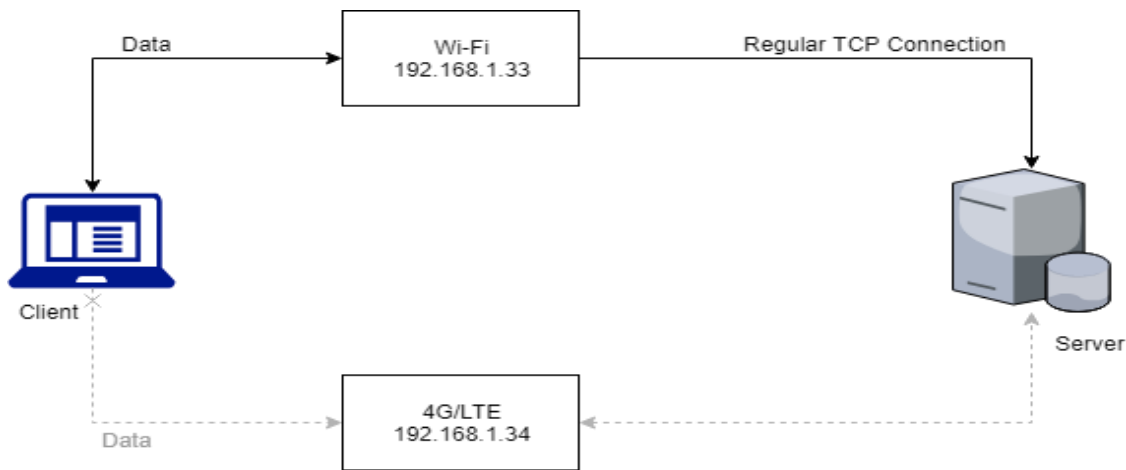 Data
Wi-Fi
192.168.1.33
Regular TCP Connection
Client
Server
4G/LTE
192.168.1.34
Data